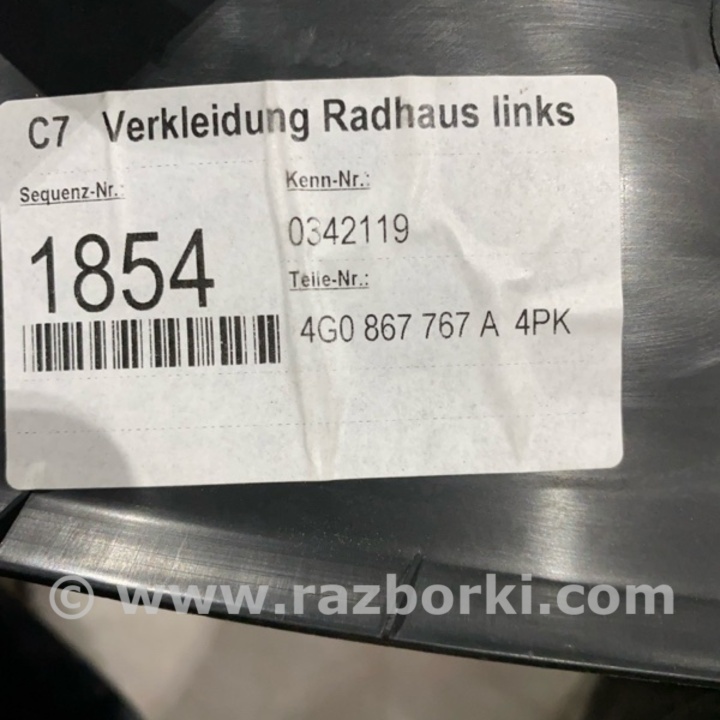 C7 Verkleidung Radhaus links
Sequenz-Nr.:
Kenn-Nr.:
1854
0342119
Teile-Nr.:
4G0 867 767 A 4PK
© www.razborki.com